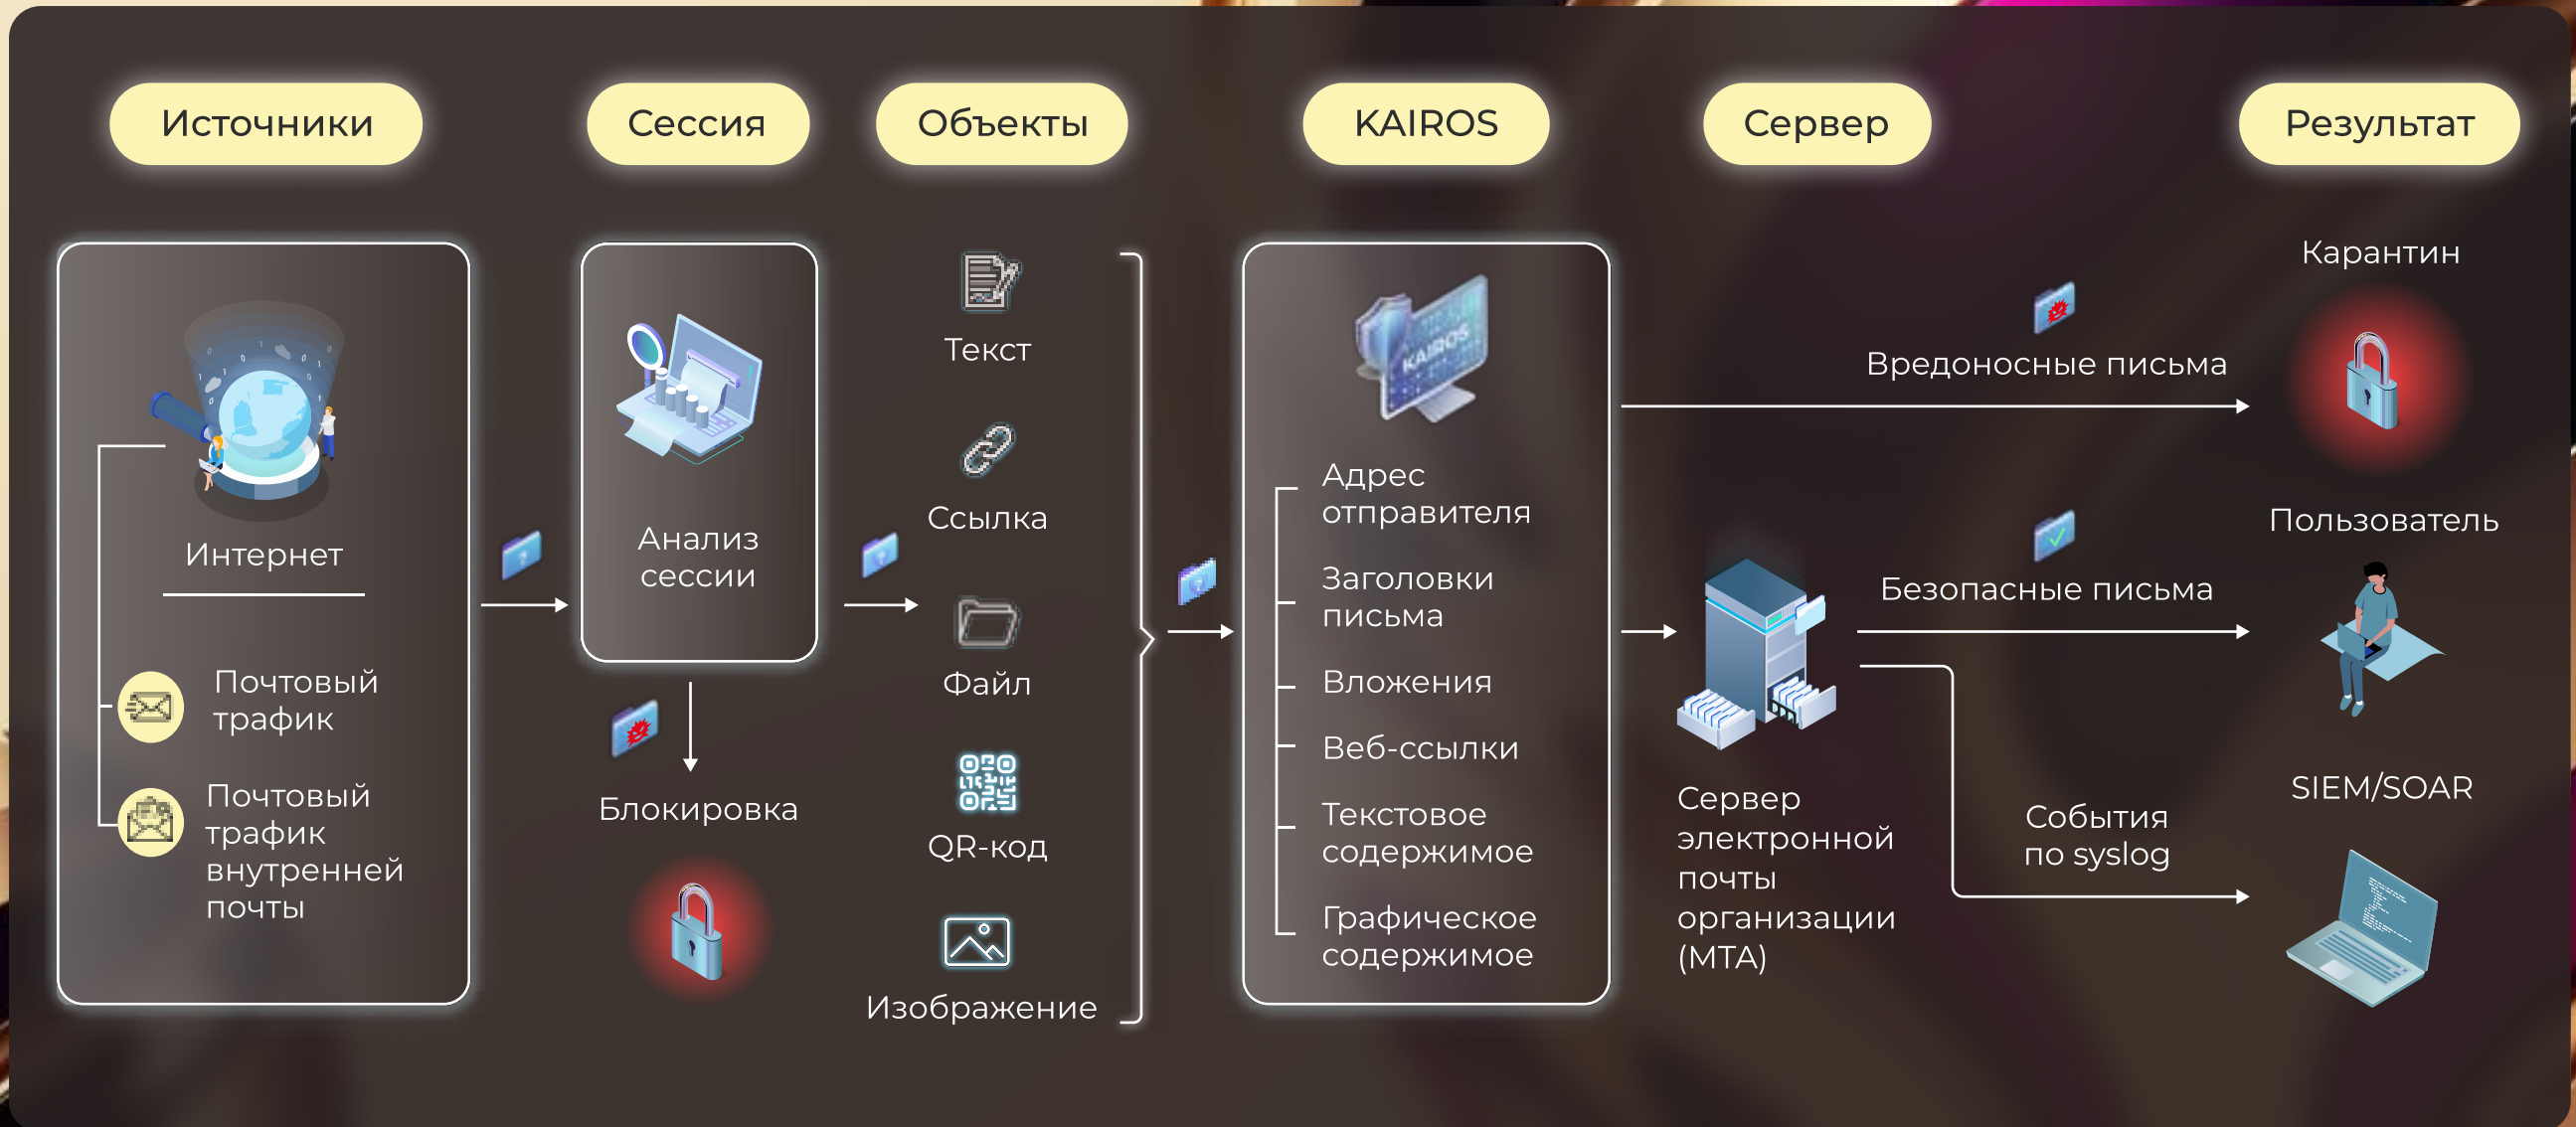 Источники
Сессия
Объекты
KAIROS
Сервер
Результат
Интернет
Почтовый
трафик
Почтовый
трафик
внутренней
почты
Анализ
сессии
Блокировка
Текст
Ссылка
Файл
QR-код
Изображение
KAIROS
Адрес
отправителя
Заголовки
письма
Вложения
Веб-ссылки
Текстовое
содержимое
Графическое
содержимое
Сервер
электронной
почты
организации
(MTA)
Вредоносные письма
Безопасные письма
События
по syslog
Карантин
Пользователь
SIEM/SOAR